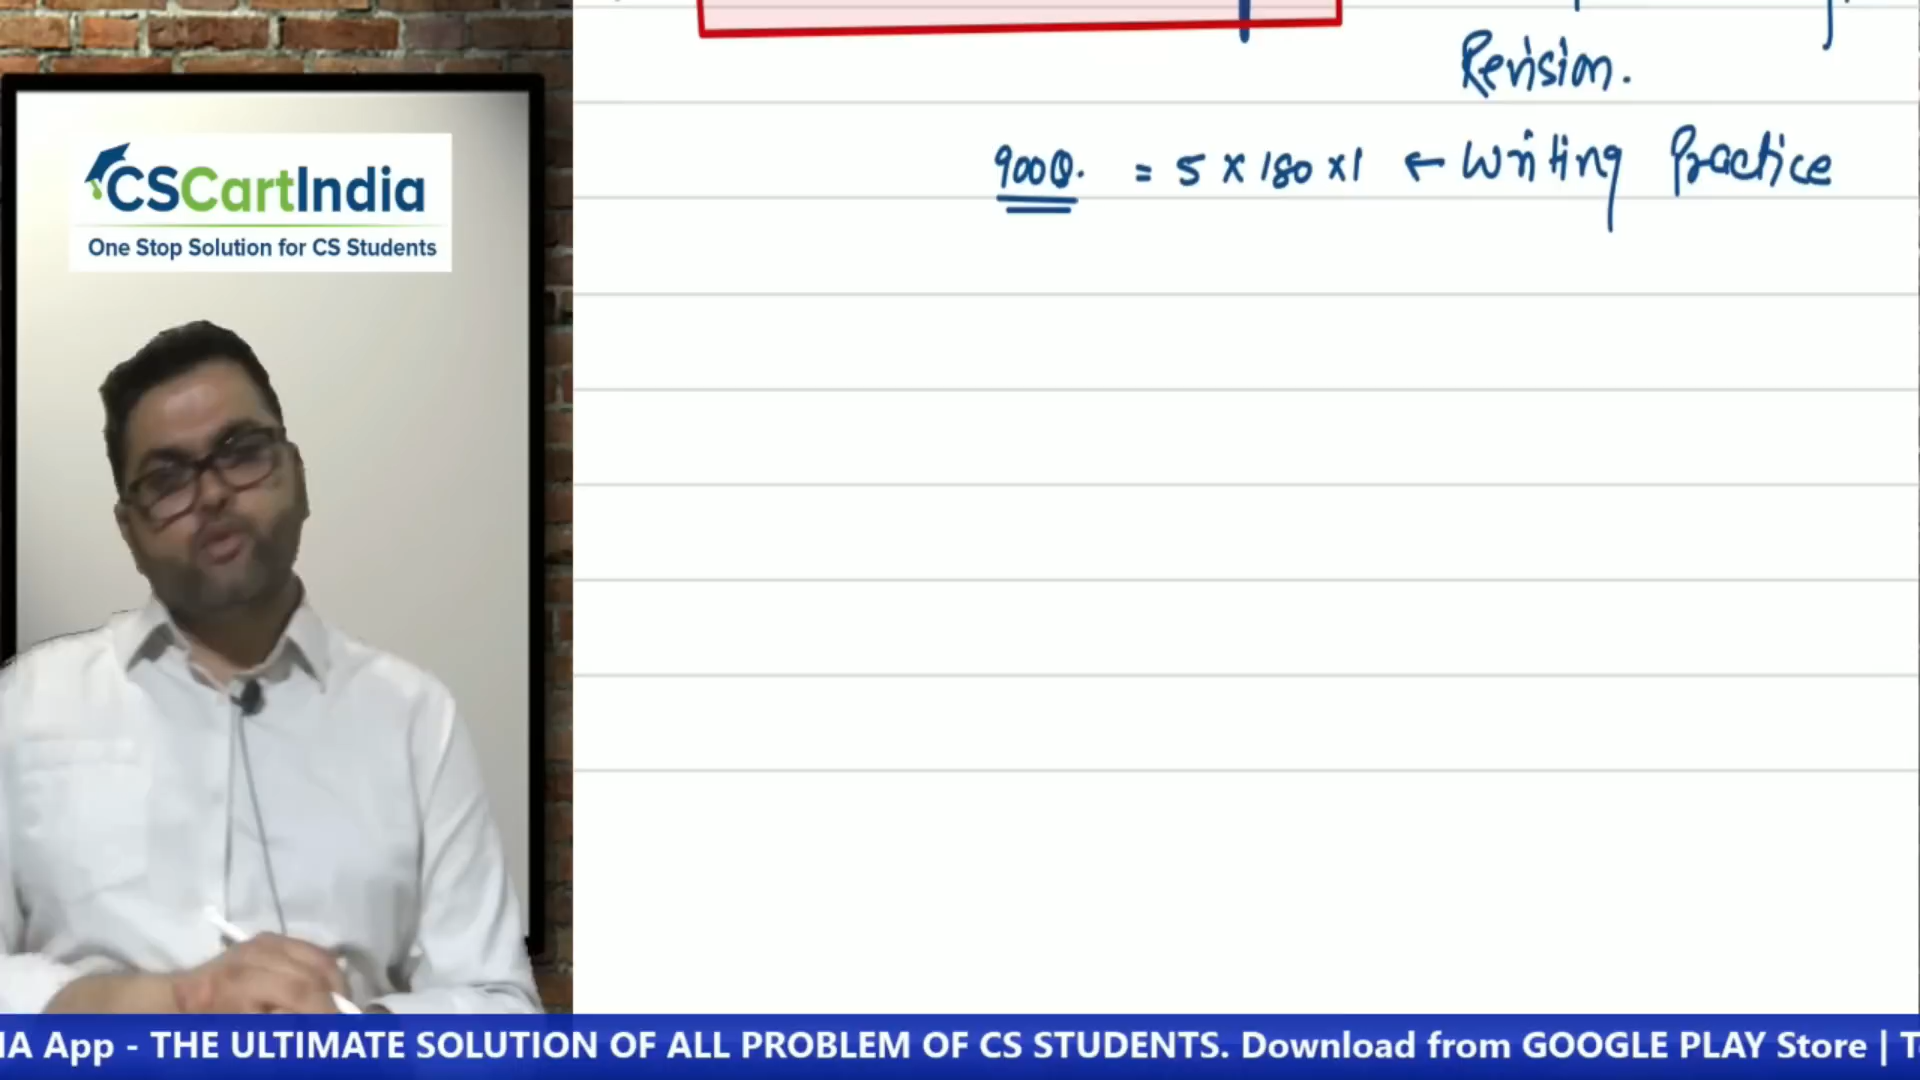 CSCartIndia
One Stop Solution for CS Students
Revision.
900Q. = 5 x 180 x 1 ← Writing Practice
IA App - THE ULTIMATE SOLUTION OF ALL PROBLEM OF CS STUDENTS. Download from GOOGLE PLAY Store |